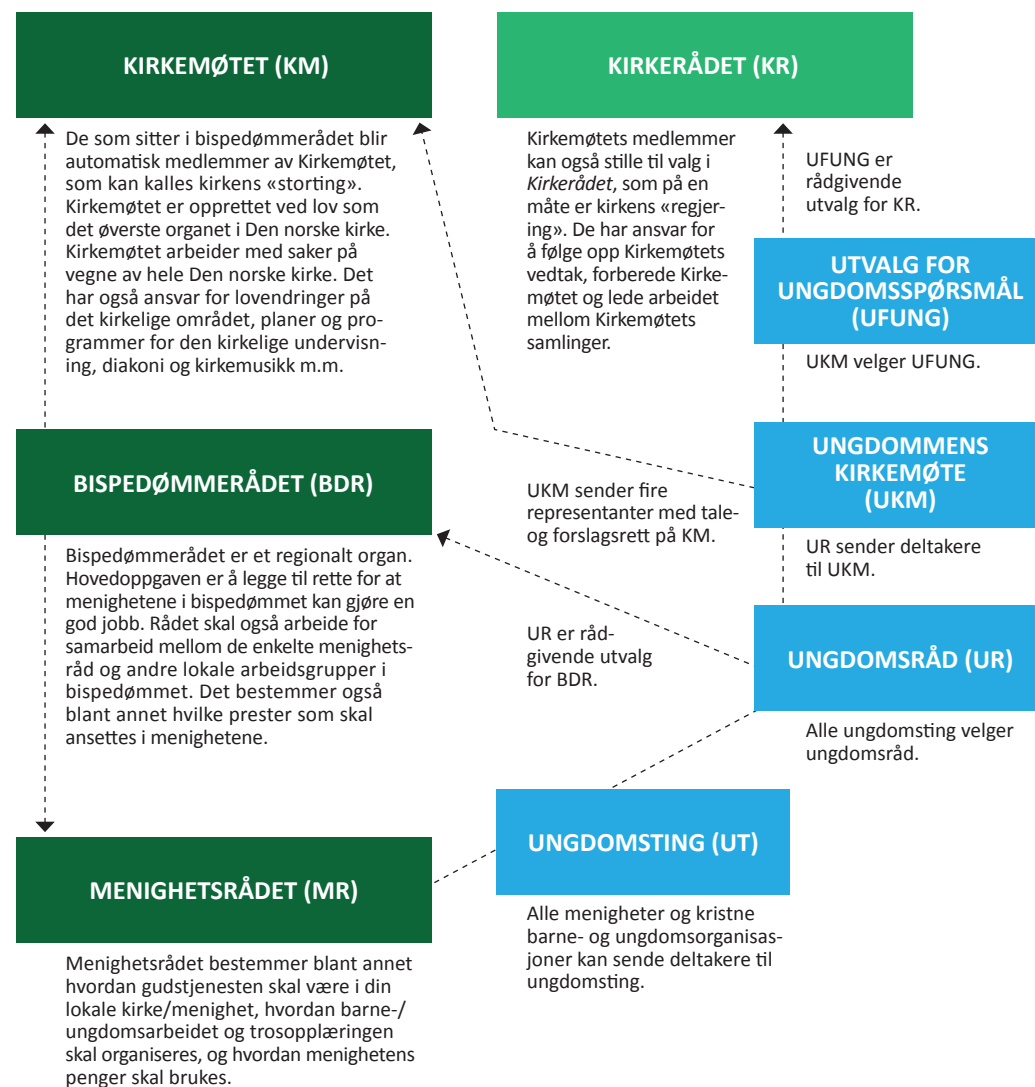 KIRKEMØTET (KM)
De som sitter i bispedømmerådet blir
automatisk medlemmer av Kirkemøtet,
som kan kalles kirkens «storting».
Kirkemøtet er opprettet ved lov som
det øverste organet i Den norske kirke.
Kirkemøtet arbeider med saker på
vegne av hele Den norske kirke. Det
har også ansvar for lovendringer på
det kirkelige området, planer og pro-
grammer for den kirkelige undervisn-
ing, diakoni og kirkemusikk m.m.
KIRKERÅDET (KR)
Kirkemøtets medlemmer
kan også stille til valg i
Kirkerådet, som på en
måte er kirkens «regjer-
ing». De har ansvar for
å følge opp Kirkemøtets
vedtak, forberede Kirke-
møtet og lede arbeidet
mellom Kirkemøtets
samlinger.
UFUNG er
rådgivende
utvalg for KR.
UTVALG FOR
UNGDOMSSPØRSMÅL
(UFUNG)
UKM velger UFUNG.
BISPEDØMMERÅDET (BDR)
Bispedømmerådet er et regionalt organ.
Hovedoppgaven er å legge til rette for at
menighetene i bispedømmet kan gjøre en
god jobb. Rådet skal også arbeide for
samarbeid mellom de enkelte menighets-
råd og andre lokale arbeidsgrupper i
bispedømmet. Det bestemmer også
blant annet hvilke prester som skal
ansettes i menighetene.
UKM sender fire
representanter med tale-
og forslagsrett på KM.
UNGDOMMENS
KIRKEMØTE
(UKM)
UR sender deltakere
til UKM.
UR er råd-
givende utvalg
for BDR.
UNGDOMSRÅD (UR)
Alle ungdomsting velger
ungdomsråd.
MENIGHETSRÅDET (MR)
Menighetsrådet bestemmer blant annet
hvordan gudstjenesten skal være i din
lokale kirke/menighet, hvordan barne-/
ungdomsarbeidet og trosopplæringen
skal organiseres, og hvordan menighetens
penger skal brukes.
UNGDOMSTING (UT)
Alle menigheter og kristne
barne- og ungdomsorganisas-
joner kan sende deltakere til
ungdomsting.